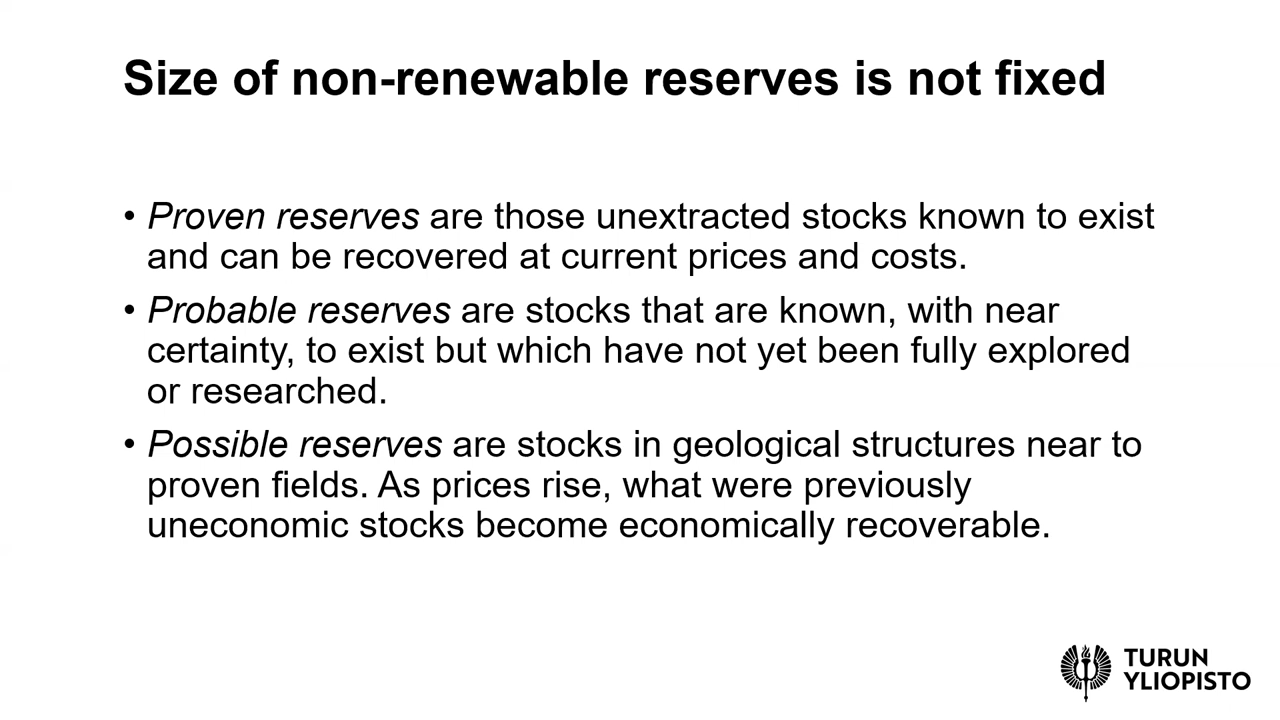 Size of non-renewable reserves is not fixed
• Proven reserves are those unextracted stocks known to exist
and can be recovered at current prices and costs.
• Probable reserves are stocks that are known, with near
certainty, to exist but which have not yet been fully explored
or researched.
• Possible reserves are stocks in geological structures near to
proven fields. As prices rise, what were previously
uneconomic stocks become economically recoverable.
TURUN
YLIOPISTO